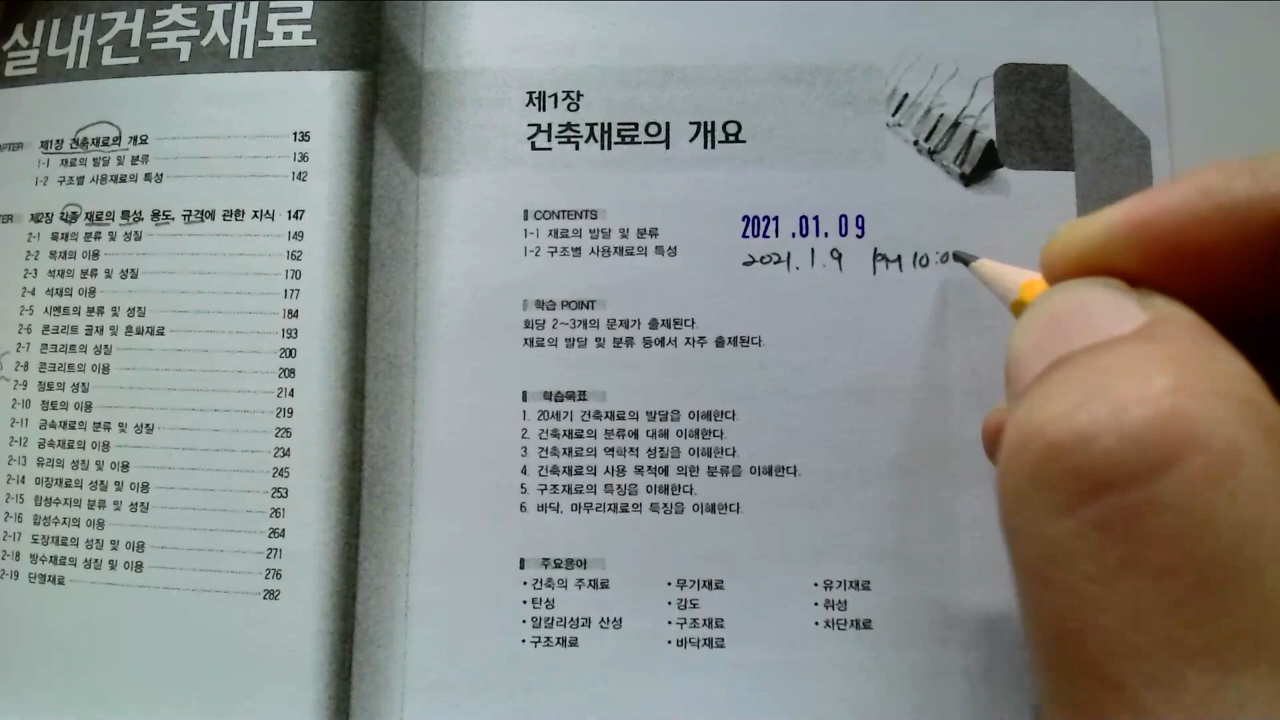 실내건축재료
제1장 건축재료의 개요 135
1-1 재료의 발달 및 분류 136
1-2 구조별 사용재료의 특성 142
제2장 각종 재료의 특성, 용도, 규격에 관한 지식 147
2-1 목재의 분류 및 성질 149
2-2 목재의 이용 162
2-3 석재의 분류 및 성질 170
2-4 석재의 이용 177
2-5 시멘트의 분류 및 성질 184
2-6 콘크리트 골재 및 혼화재료 193
2-7 콘크리트의 성질 200
2-8 콘크리트의 이용 208
2-9 점토의 성질 214
2-10 점토의 이용 219
2-11 금속재료의 분류 및 성질 226
2-12 금속재료의 이용 234
2-13 유리의 성질 및 이용 245
2-14 미장재료의 성질 및 이용 253
2-15 합성수지의 분류 및 성질 261
2-16 합성수지의 이용 264
2-17 도장재료의 성질 및 이용 271
2-18 방수재료의 성질 및 이용 276
2-19 단열재료 282
제1장
건축재료의 개요
CONTENTS
1-1 재료의 발달 및 분류
1-2 구조별 사용재료의 특성
2021.01.09
2021.1.9 PM 10:0
학습 POINT
회당 2~3개의 문제가 출제된다.
재료의 발달 및 분류 등에서 자주 출제된다.
학습목표
1. 20세기 건축재료의 발달을 이해한다.
2. 건축재료의 분류에 대해 이해한다.
3. 건축재료의 역학적 성질을 이해한다.
4. 건축재료의 사용 목적에 의한 분류를 이해한다.
5. 구조재료의 특징을 이해한다.
6. 바닥, 마무리재료의 특징을 이해한다.
주요용어
• 건축의 주재료 • 무기재료 • 유기재료
• 탄성 • 강도 • 취성
• 알칼리성과 산성 • 구조재료 • 차단재료
• 구조재료 • 바닥재료